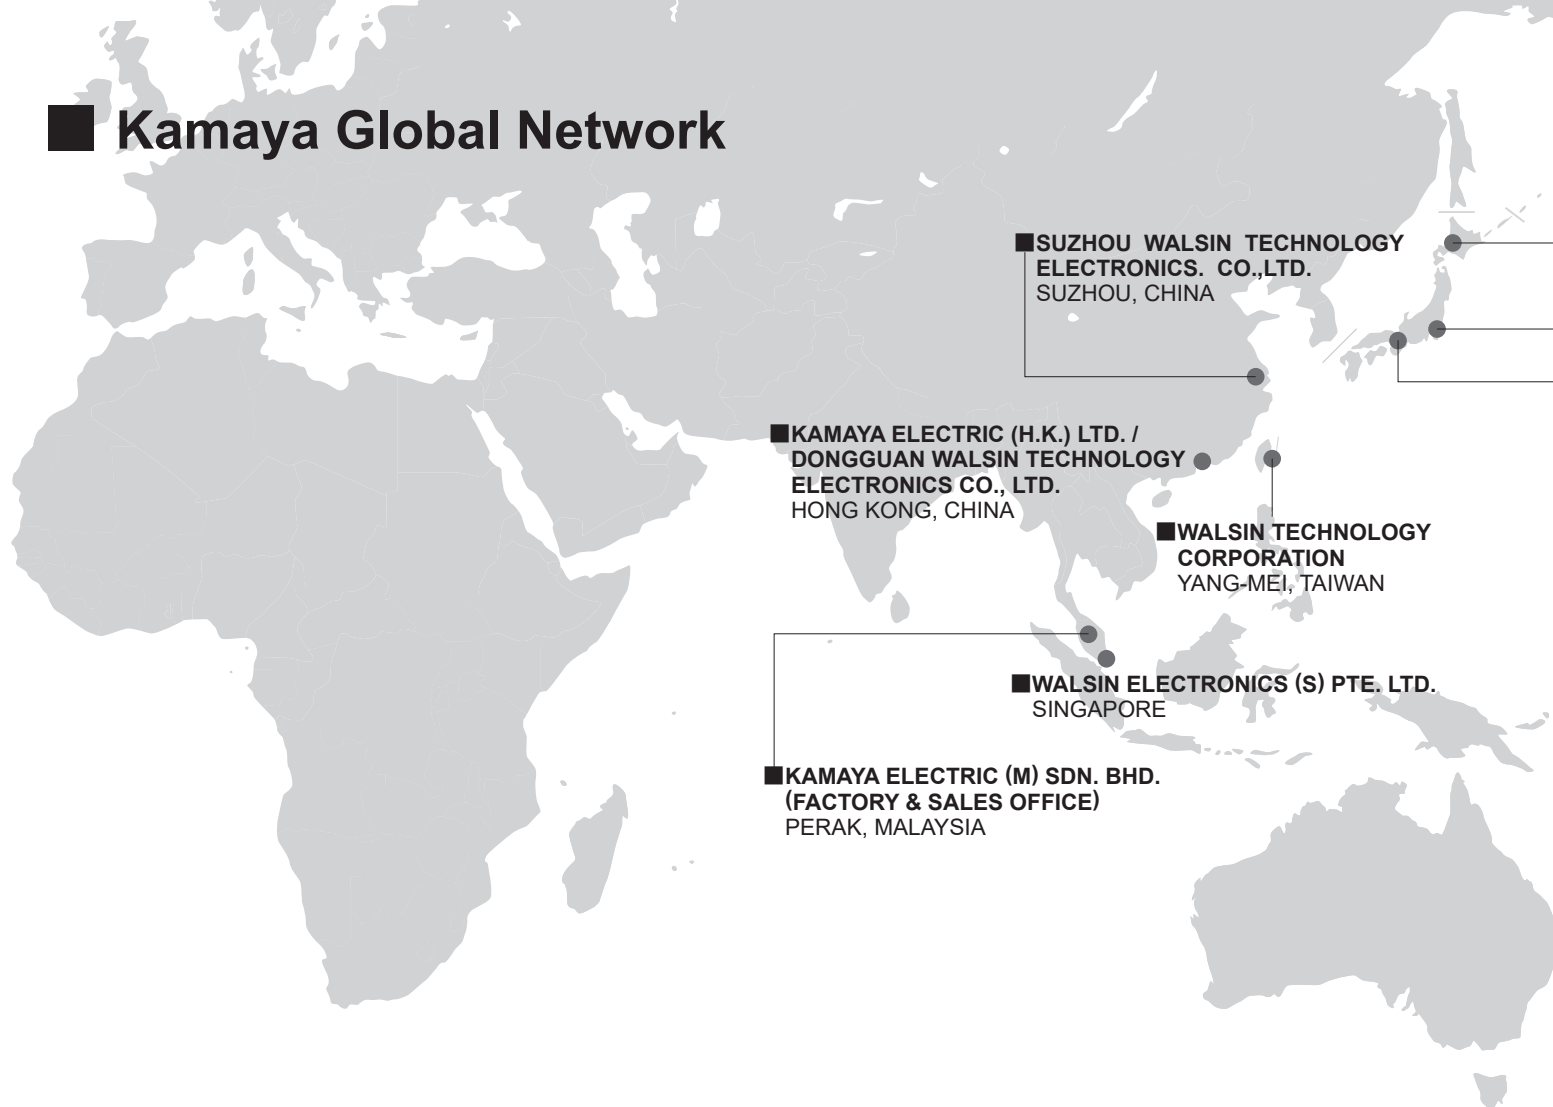 Kamaya Global Network
SUZHOU WALSIN TECHNOLOGY
ELECTRONICS. CO.,LTD.
SUZHOU, CHINA
KAMAYA ELECTRIC (H.K.) LTD. /
DONGGUAN WALSIN TECHNOLOGY
ELECTRONICS CO., LTD.
HONG KONG, CHINA
WALSIN TECHNOLOGY
CORPORATION
YANG-MEI, TAIWAN
WALSIN ELECTRONICS (S) PTE. LTD.
SINGAPORE
KAMAYA ELECTRIC (M) SDN. BHD.
(FACTORY & SALES OFFICE)
PERAK, MALAYSIA